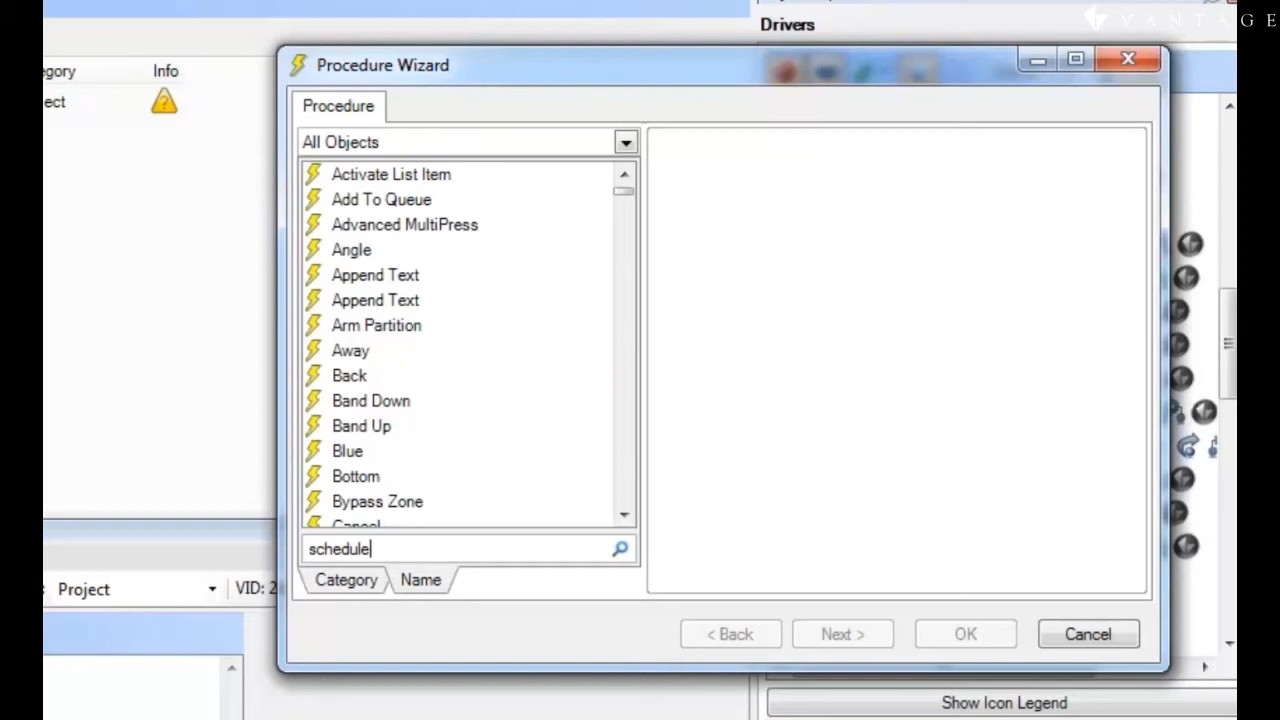 Drivers
VANTAGE
Procedure Wizard
egory Info
ect
Procedure
All Objects
Activate List Item
Add To Queue
Advanced MultiPress
Angle
Append Text
Append Text
Arm Partition
Away
Back
Band Down
Band Up
Blue
Bottom
Bypass Zone
Cancel
schedule
Category Name
Project VID: 2
< Back Next > OK Cancel
Show Icon Legend